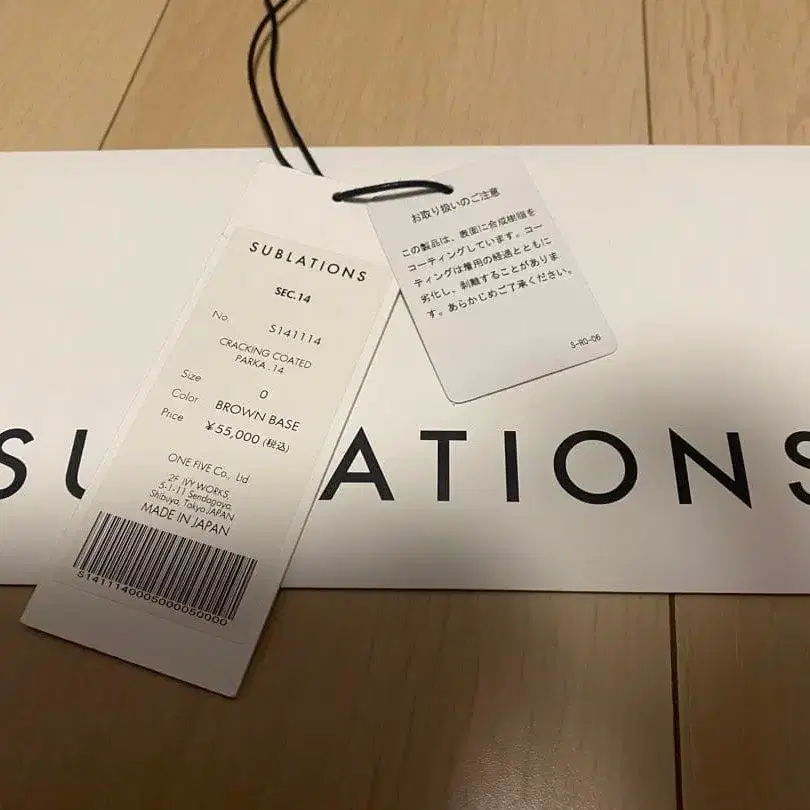 SUBLATIONS
SEC.14
No. S141114
CRACKING COATED
PARKA .14
Size 0
Color BROWN BASE
Price ¥55,000 (税込)
ONE FIVE Co., Ltd
2F IVY WORKS
5-1-11 Sendagaya,
Shibuya, Tokyo JAPAN
MADE IN JAPAN
S1411140005000050000
お取り扱いのご注意
この製品は、表面に合成樹脂を
コーティングしています。コー
ティングは着用の経過とともに
劣化し、剥離することがありま
す。あらかじめご了承ください。
S-RO-06
SU ATIONS